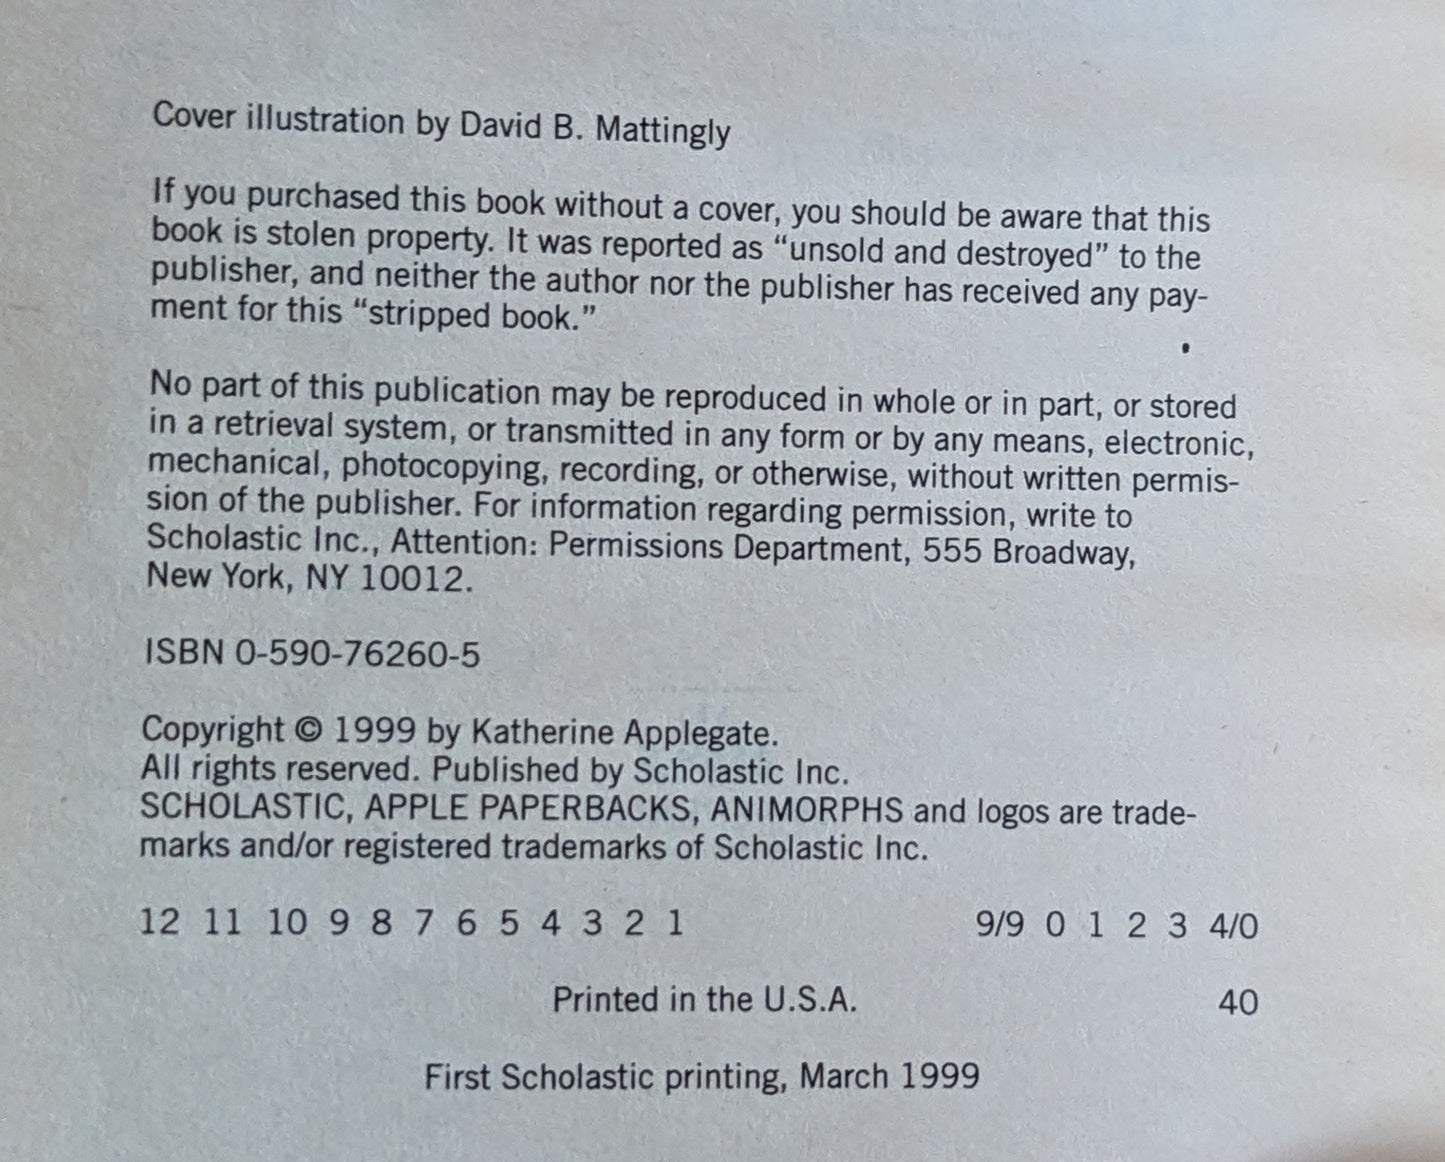 Cover illustration by David B. Mattingly
If you purchased this book without a cover, you should be aware that this
book is stolen property. It was reported as “unsold and destroyed” to the
publisher, and neither the author nor the publisher has received any pay-
ment for this “stripped book.”
No part of this publication may be reproduced in whole or in part, or stored
in a retrieval system, or transmitted in any form or by any means, electronic,
mechanical, photocopying, recording, or otherwise, without written permis-
sion of the publisher. For information regarding permission, write to
Scholastic Inc., Attention: Permissions Department, 555 Broadway,
New York, NY 10012.
ISBN 0-590-76260-5
Copyright © 1999 by Katherine Applegate.
All rights reserved. Published by Scholastic Inc.
SCHOLASTIC, APPLE PAPERBACKS, ANIMORPHS and logos are trade-
marks and/or registered trademarks of Scholastic Inc.
12 11 10 9 8 7 6 5 4 3 2 1 9/9 0 1 2 3 4/0
Printed in the U.S.A. 40
First Scholastic printing, March 1999